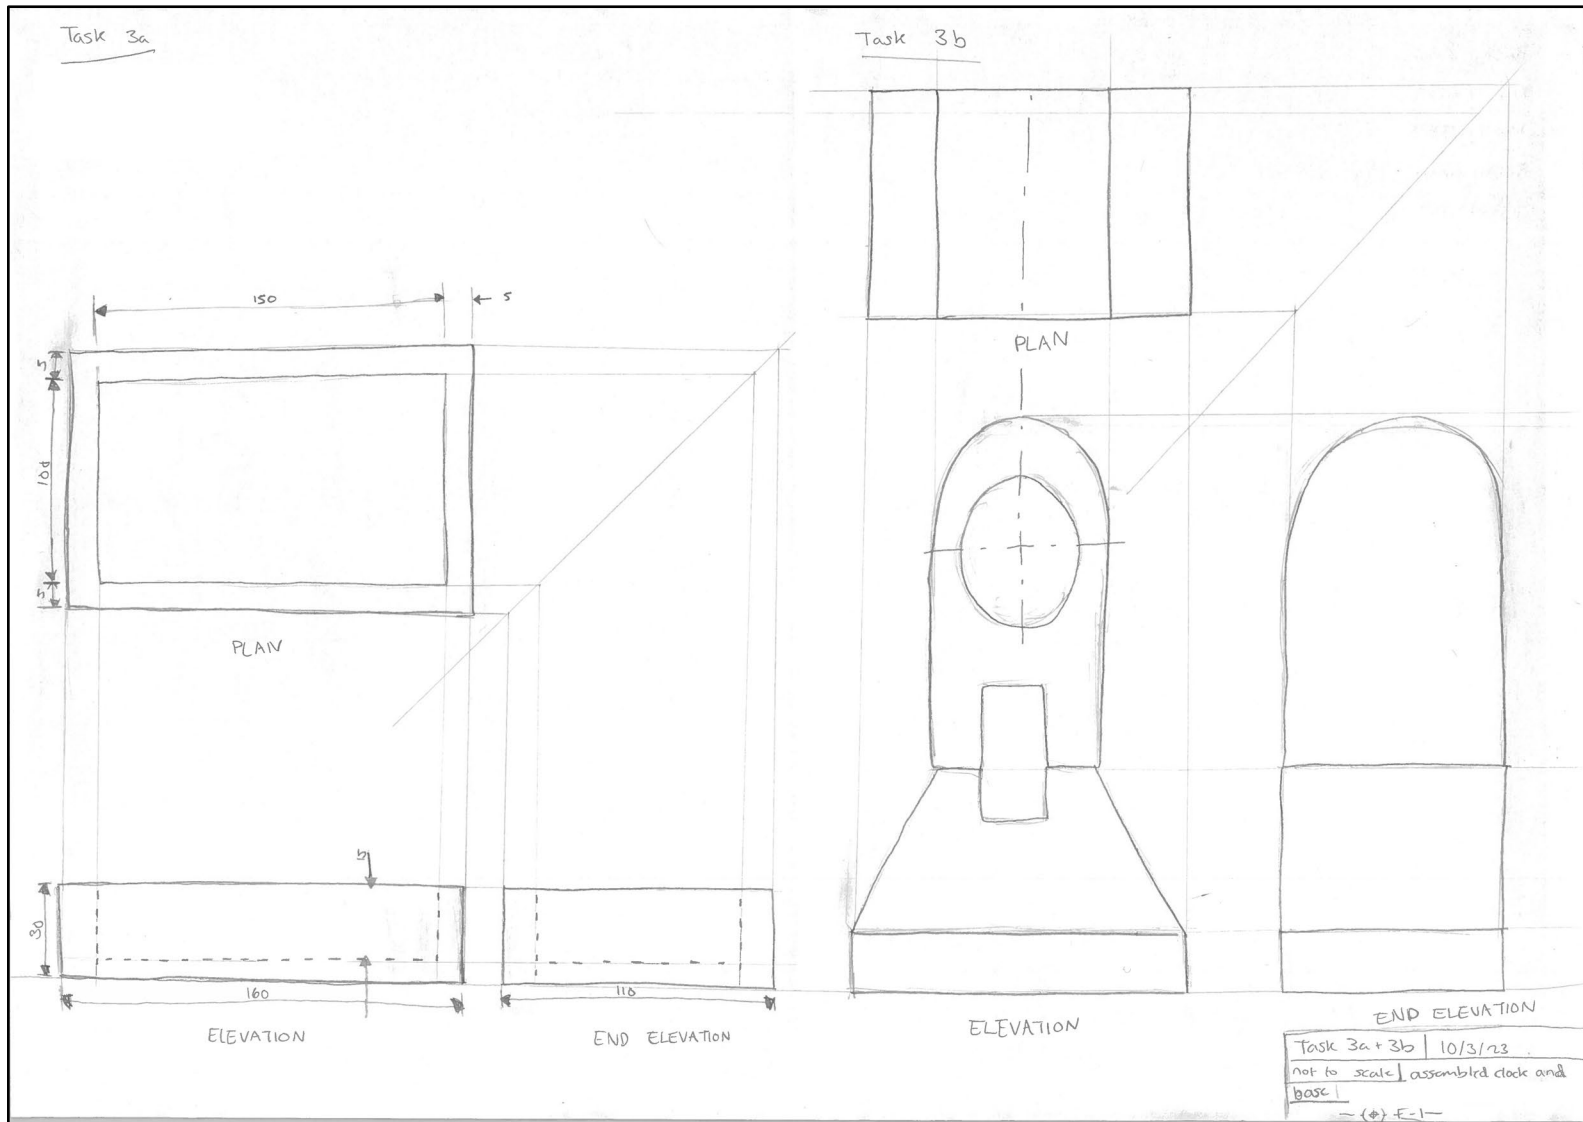 Task 3a
150
5
5
100
5
PLAN
5
30
160
ELEVATION
110
END ELEVATION
Task 3b
PLAN
ELEVATION
END ELEVATION
Task 3a + 3b | 10/3/23
not to scale | assembled clock and
base |